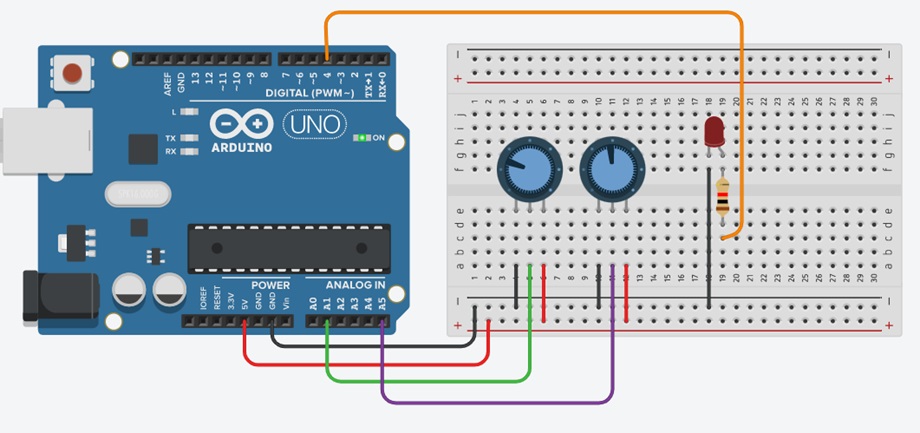 AREF
GND
13
12
~11
~10
~9
8
7
~6
~5
4
~3
2
TX→1
RX←0
DIGITAL (PWM~)
L
TX
RX
UNO
ARDUINO
ON
POWER
ANALOG IN
IOREF
RESET
3.3V
5V
GND
GND
Vin
A0
A1
A2
A3
A4
A5
− −
+ +
1 2 3 4 5 6 7 8 9 10 11 12 13 14 15 16 17 18 19 20 21 22 23 24 25 26 27 28 29 30
j j
i i
h h
g g
f f
e e
d d
c c
b b
a a
1 2 3 4 5 6 7 8 9 10 11 12 13 14 15 16 17 18 19 20 21 22 23 24 25 26 27 28 29 30
− −
+ +